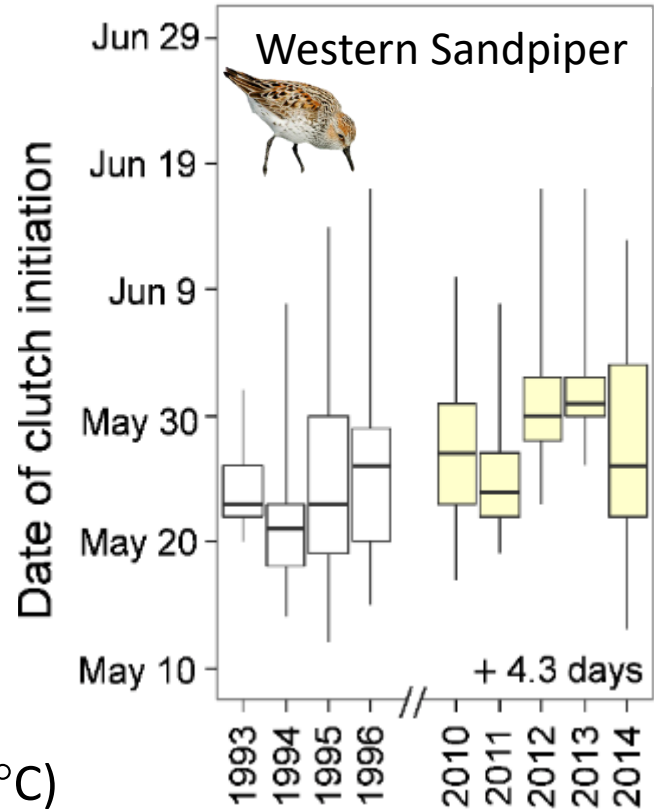 Western Sandpiper
Date of clutch initiation
Jun 29
Jun 19
Jun 9
May 30
May 20
May 10
+ 4.3 days
1993
1994
1995
1996
//
2010
2011
2012
2013
2014
°C)